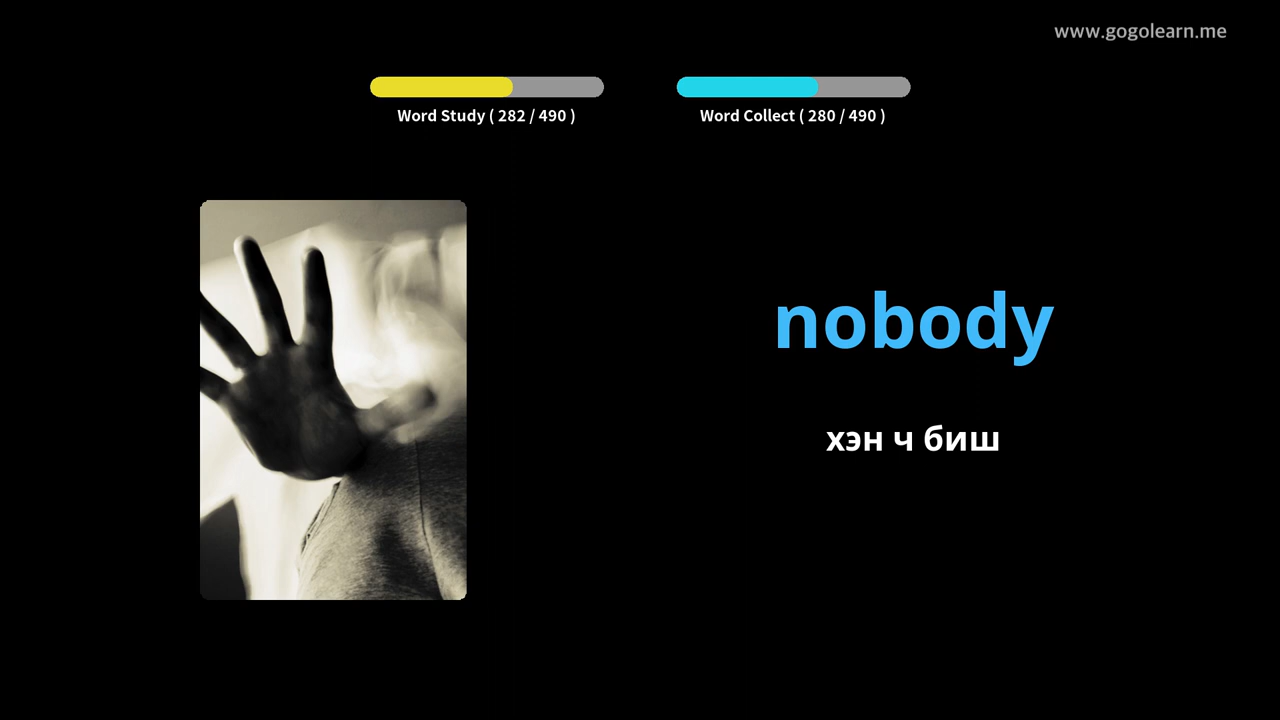 www.gogolearn.me
Word Study ( 282 / 490 )
Word Collect ( 280 / 490 )
nobody
хэн ч биш